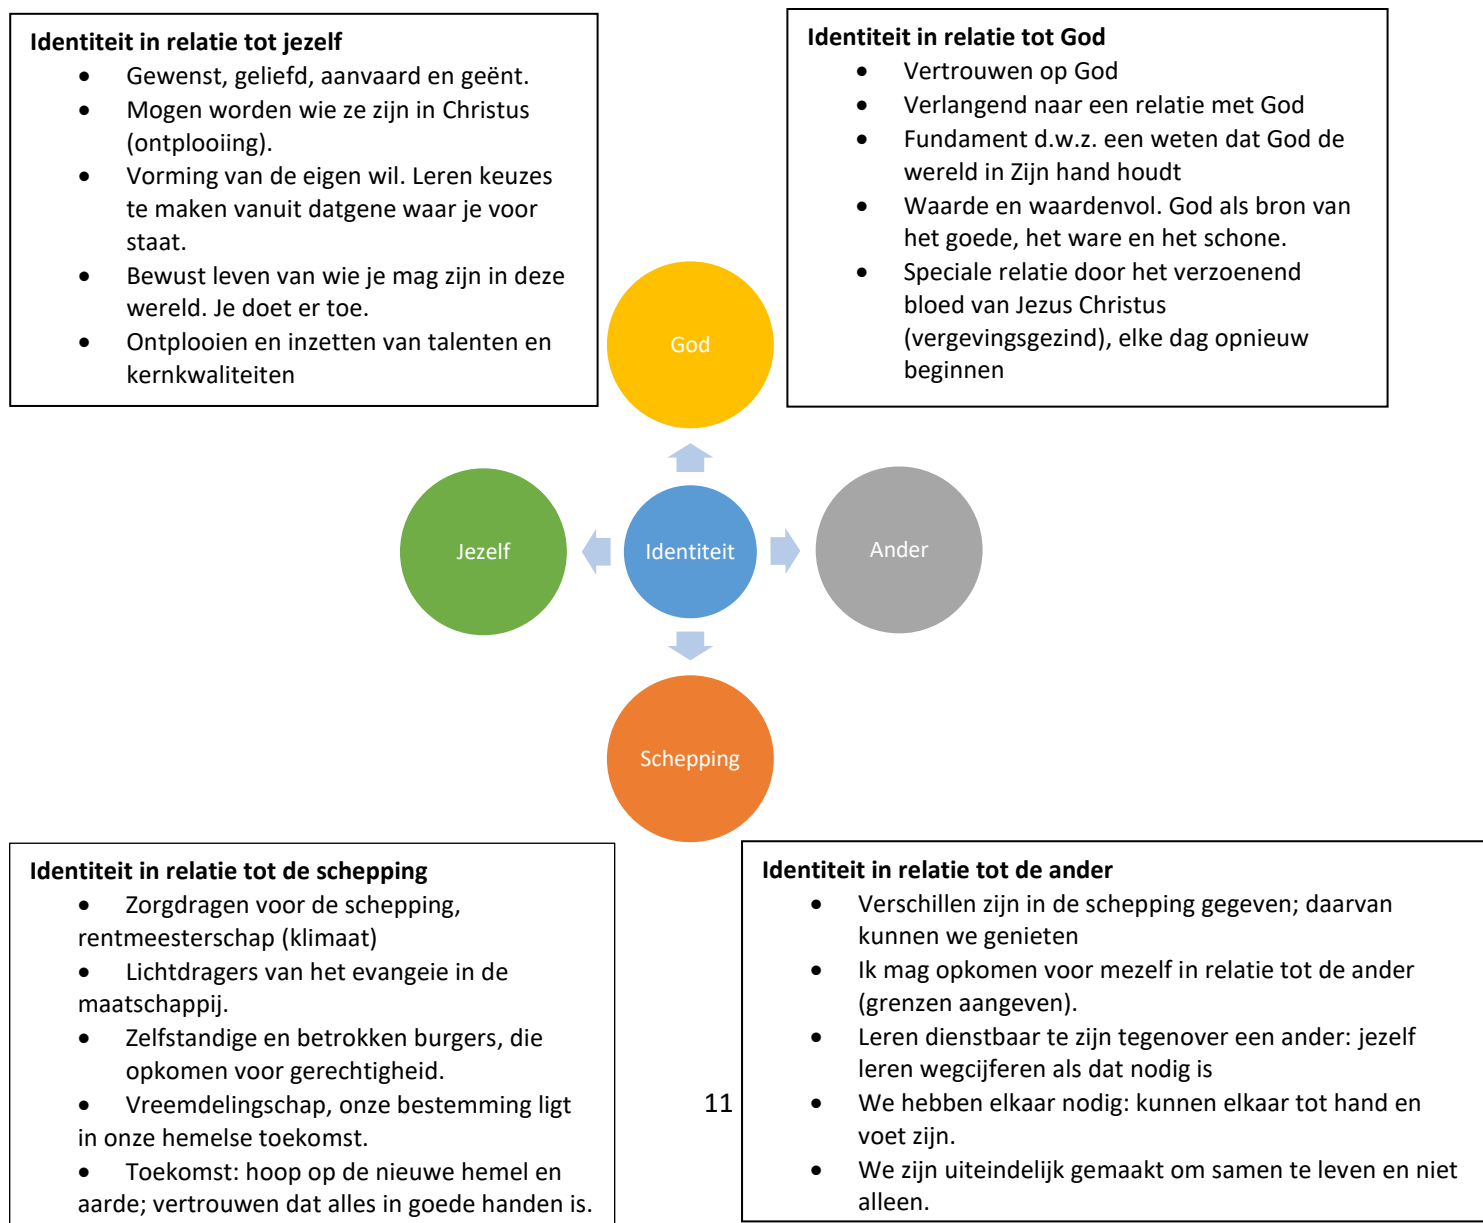 Identiteit in relatie tot jezelf
• Gewenst, geliefd, aanvaard en geënt.
• Mogen worden wie ze zijn in Christus
(ontplooiing).
• Vorming van de eigen wil. Leren keuzes
te maken vanuit datgene waar je voor
staat.
• Bewust leven van wie je mag zijn in deze
wereld. Je doet er toe.
• Ontplooien en inzetten van talenten en
kernkwaliteiten
Identiteit in relatie tot God
• Vertrouwen op God
• Verlangend naar een relatie met God
• Fundament d.w.z. een weten dat God de
wereld in Zijn hand houdt
• Waarde en waardenvol. God als bron van
het goede, het ware en het schone.
• Speciale relatie door het verzoenend
bloed van Jezus Christus
(vergevingsgezind), elke dag opnieuw
beginnen
God
Jezelf
Identiteit
Ander
Schepping
Identiteit in relatie tot de schepping
• Zorgdragen voor de schepping,
rentmeesterschap (klimaat)
• Lichtdragers van het evangeie in de
maatschappij.
• Zelfstandige en betrokken burgers, die
opkomen voor gerechtigheid.
• Vreemdelingschap, onze bestemming ligt
in onze hemelse toekomst.
• Toekomst: hoop op de nieuwe hemel en
aarde; vertrouwen dat alles in goede handen is.
11
Identiteit in relatie tot de ander
• Verschillen zijn in de schepping gegeven; daarvan
kunnen we genieten
• Ik mag opkomen voor mezelf in relatie tot de ander
(grenzen aangeven).
• Leren dienstbaar te zijn tegenover een ander: jezelf
leren wegcijferen als dat nodig is
• We hebben elkaar nodig: kunnen elkaar tot hand en
voet zijn.
• We zijn uiteindelijk gemaakt om samen te leven en niet
alleen.